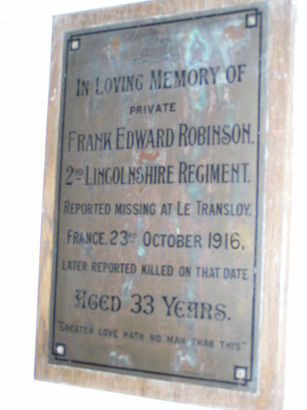 IN LOVING MEMORY OF
PRIVATE
FRANK EDWARD ROBINSON.
2ND LINCOLNSHIRE REGIMENT.
REPORTED MISSING AT LE TRANSLOY,
FRANCE. 23RD OCTOBER 1916.
LATER REPORTED KILLED ON THAT DATE
AGED 33 YEARS.
"GREATER LOVE HATH NO MAN THAN THIS"